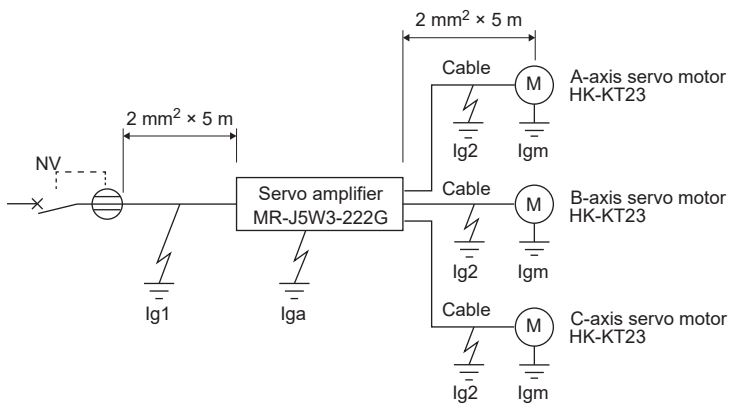 2 mm² × 5 m
Cable
M
A-axis servo motor
HK-KT23
2 mm² × 5 m
Ig2
Igm
NV
Servo amplifier
MR-J5W3-222G
Cable
M
B-axis servo motor
HK-KT23
Ig2
Igm
Ig1
Iga
Cable
M
C-axis servo motor
HK-KT23
Ig2
Igm